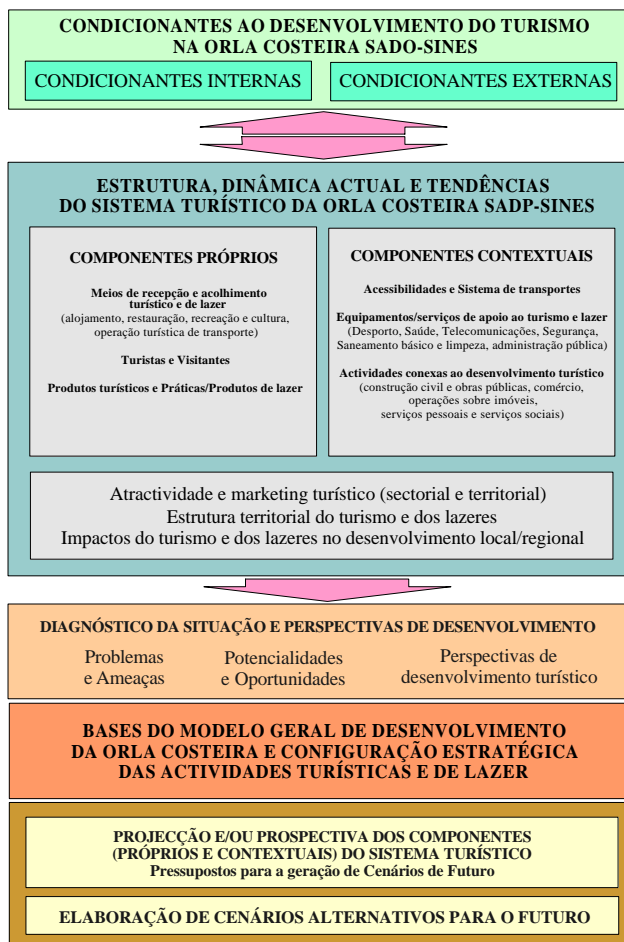 CONDICIONANTES AO DESENVOLVIMENTO DO TURISMO
NA ORLA COSTEIRA SADO-SINES
CONDICIONANTES INTERNAS
CONDICIONANTES EXTERNAS
ESTRUTURA, DINÂMICA ACTUAL E TENDÊNCIAS
DO SISTEMA TURÍSTICO DA ORLA COSTEIRA SADP-SINES
COMPONENTES PRÓPRIOS
Meios de recepção e acolhimento
turístico e de lazer
(alojamento, restauração, recreação e cultura,
operação turística de transporte)
Turistas e Visitantes
Produtos turísticos e Práticas/Produtos de lazer
COMPONENTES CONTEXTUAIS
Acessibilidades e Sistema de transportes
Equipamentos/serviços de apoio ao turismo e lazer
(Desporto, Saúde, Telecomunicações, Segurança,
Saneamento básico e limpeza, administração pública)
Actividades conexas ao desenvolvimento turístico
(construção civil e obras públicas, comércio,
operações sobre imóveis,
serviços pessoais e serviços sociais)
Atractividade e marketing turístico (sectorial e territorial)
Estrutura territorial do turismo e dos lazeres
Impactos do turismo e dos lazeres no desenvolvimento local/regional
DIAGNÓSTICO DA SITUAÇÃO E PERSPECTIVAS DE DESENVOLVIMENTO
Problemas
e Ameaças
Potencialidades
e Oportunidades
Perspectivas de
desenvolvimento turístico
BASES DO MODELO GERAL DE DESENVOLVIMENTO
DA ORLA COSTEIRA E CONFIGURAÇÃO ESTRATÉGICA
DAS ACTIVIDADES TURÍSTICAS E DE LAZER
PROJECÇÃO E/OU PROSPECTIVA DOS COMPONENTES
(PRÓPRIOS E CONTEXTUAIS) DO SISTEMA TURÍSTICO
Pressupostos para a geração de Cenários de Futuro
ELABORAÇÃO DE CENÁRIOS ALTERNATIVOS PARA O FUTURO